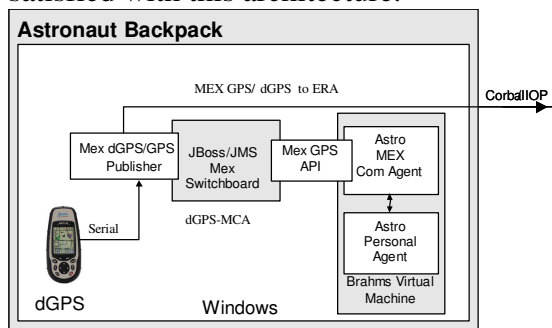 satisfied with this architecture.
Astronaut Backpack
MEX GPS/ dGPS to ERA
CorbaIIOP
Mex dGPS/GPS
Publisher
JBoss/JMS
Mex
Switchboard
Mex GPS
API
Astro
MEX
Com Agent
Serial
dGPS-MCA
Astro
Personal
Agent
Brahms Virtual
Machine
dGPS
Windows